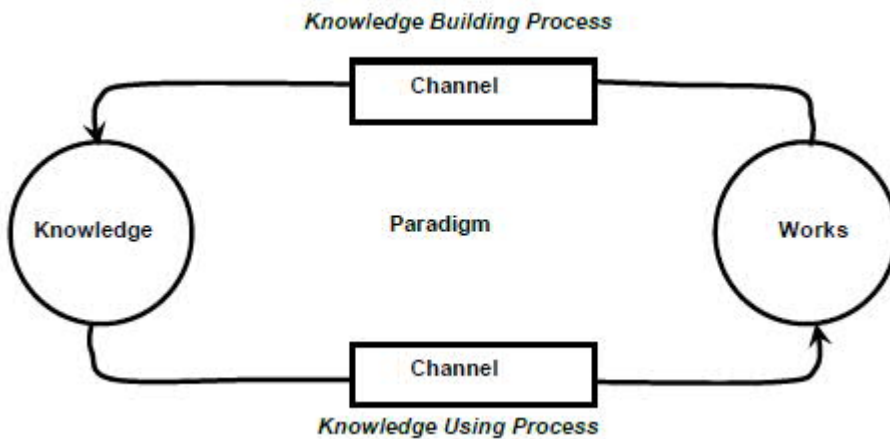 Knowledge Building Process
Channel
Knowledge
Paradigm
Works
Channel
Knowledge Using Process